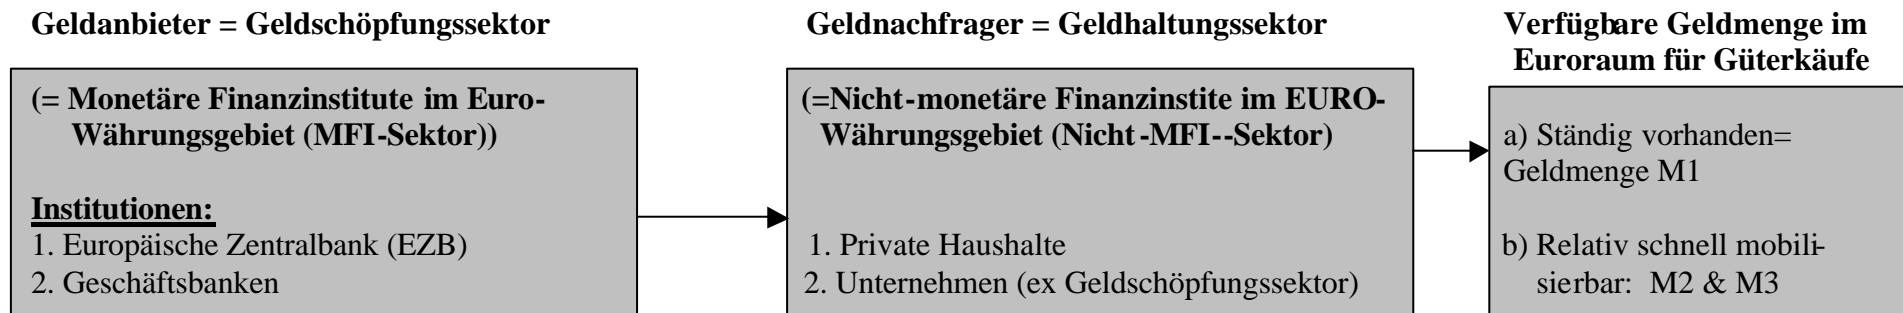 Geldanbieter = Geldschöpfungssektor
(= Monetäre Finanzinstitute im Euro-
Währungsgebiet (MFI-Sektor))
Institutionen:
1. Europäische Zentralbank (EZB)
2. Geschäftsbanken
Geldnachfrager = Geldhaltungssektor
(=Nicht-monetäre Finanzinstite im EURO-
Währungsgebiet (Nicht-MFI--Sektor)
1. Private Haushalte
2. Unternehmen (ex Geldschöpfungssektor)
Verfügbare Geldmenge im
Euroraum für Güterkäufe
a) Ständig vorhanden=
Geldmenge M1
b) Relativ schnell mobili-
sierbar: M2 & M3